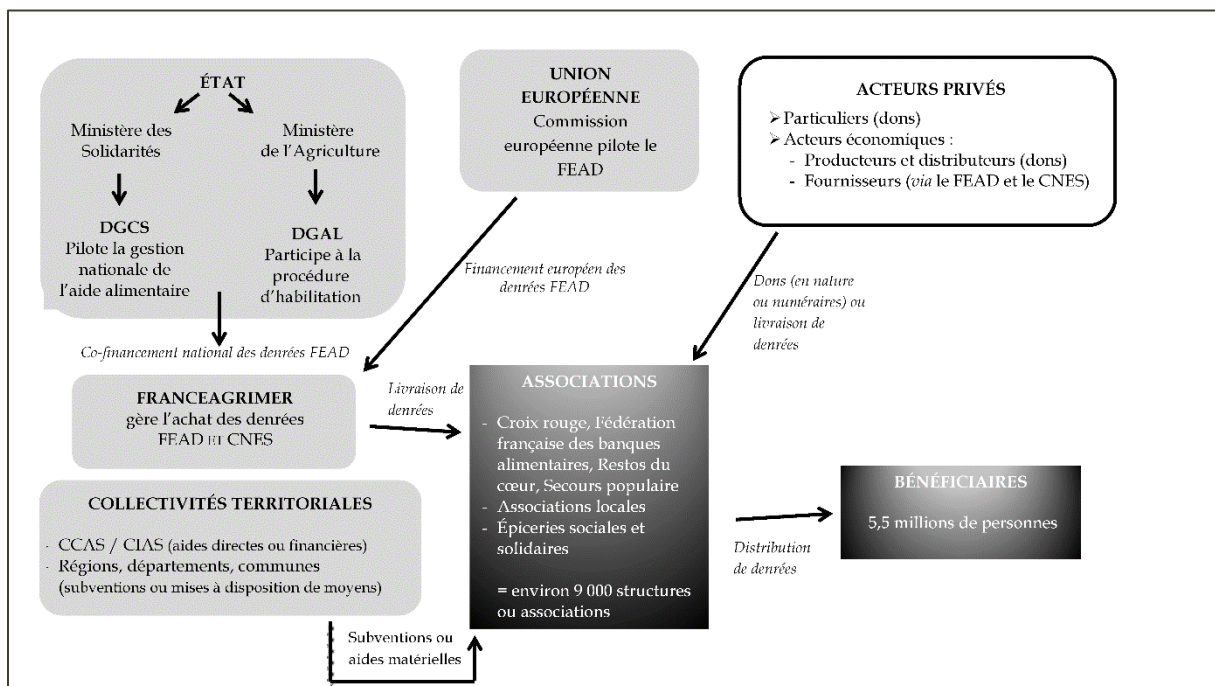 ÉTAT
Ministère des
Solidarités
Ministère
de l'Agriculture
DGCS
Pilote la gestion
nationale de
l'aide alimentaire
DGAL
Participe à la
procédure
d'habilitation
UNION
EUROPÉENNE
Commission
européenne pilote le
FEAD
ACTEURS PRIVÉS
➤ Particuliers (dons)
➤ Acteurs économiques :
- Producteurs et distributeurs (dons)
- Fournisseurs (via le FEAD et le CNES)
Co-financement national des denrées FEAD
Financement européen des
denrées FEAD
Dons (en nature
ou numéraires) ou
livraison de
denrées
FRANCEAGRIMER
gère l'achat des denrées
FEAD ET CNES
Livraison de
denrées
ASSOCIATIONS
- Croix rouge, Fédération
française des banques
alimentaires, Restos du
cœur, Secours populaire
- Associations locales
- Épiceries sociales et
solidaires
= environ 9 000 structures
ou associations
COLLECTIVITÉS TERRITORIALES
- CCAS / CIAS (aides directes ou financières)
- Régions, départements, communes
(subventions ou mises à disposition de moyens)
Subventions ou
aides matérielles
Distribution
de denrées
BÉNÉFICIAIRES
5,5 millions de personnes